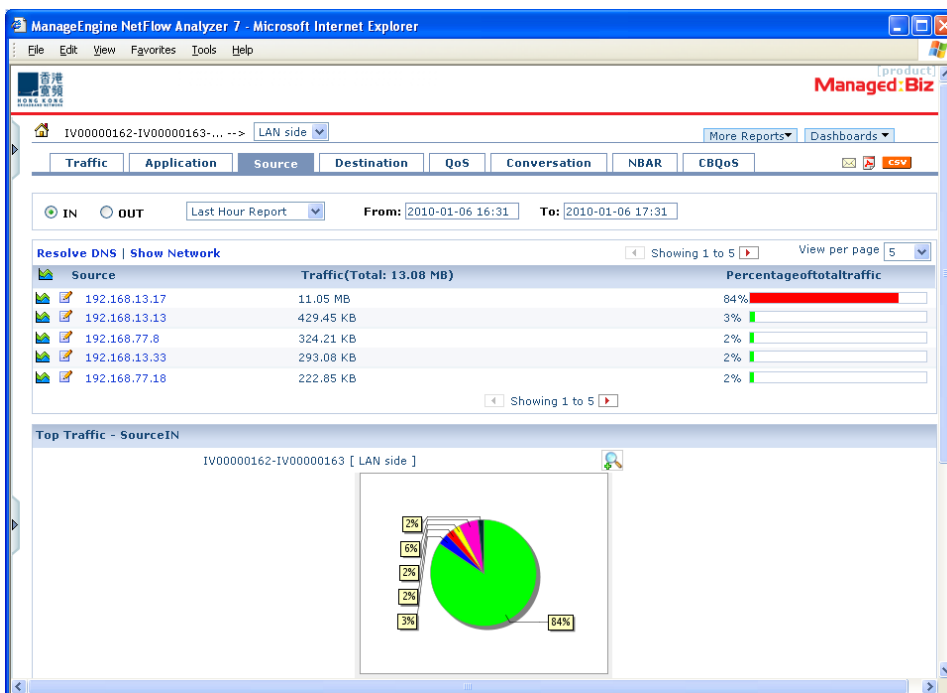 ManageEngine NetFlow Analyzer 7 - Microsoft Internet Explorer
File Edit View Favorites Tools Help
香港
寬頻
HONG KONG
BROADBAND NETWORK
[product]
Managed:Biz
IV00000162-IV00000163-... --> LAN side
More Reports Dashboards
Traffic Application Source Destination QoS Conversation NBAR CBQoS CSV
IN OUT Last Hour Report From: 2010-01-06 16:31 To: 2010-01-06 17:31
Resolve DNS | Show Network Showing 1 to 5 View per page 5
Source Traffic(Total: 13.08 MB) Percentageoftotaltraffic
192.168.13.17 11.05 MB 84%
192.168.13.13 429.45 KB 3%
192.168.77.8 324.21 KB 2%
192.168.13.33 293.08 KB 2%
192.168.77.18 222.85 KB 2%
Showing 1 to 5
Top Traffic - SourceIN
IV00000162-IV00000163 [ LAN side ]
2%
6%
2%
2%
3%
84%